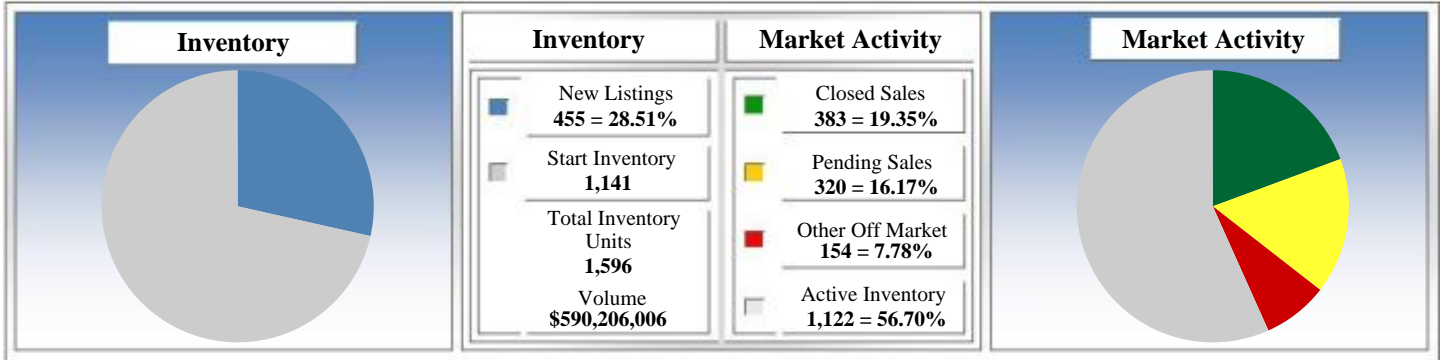 Inventory
Inventory
Market Activity
New Listings
455 = 28.51%
Start Inventory
1,141
Total Inventory
Units
1,596
Volume
$590,206,006
Closed Sales
383 = 19.35%
Pending Sales
320 = 16.17%
Other Off Market
154 = 7.78%
Active Inventory
1,122 = 56.70%
Market Activity